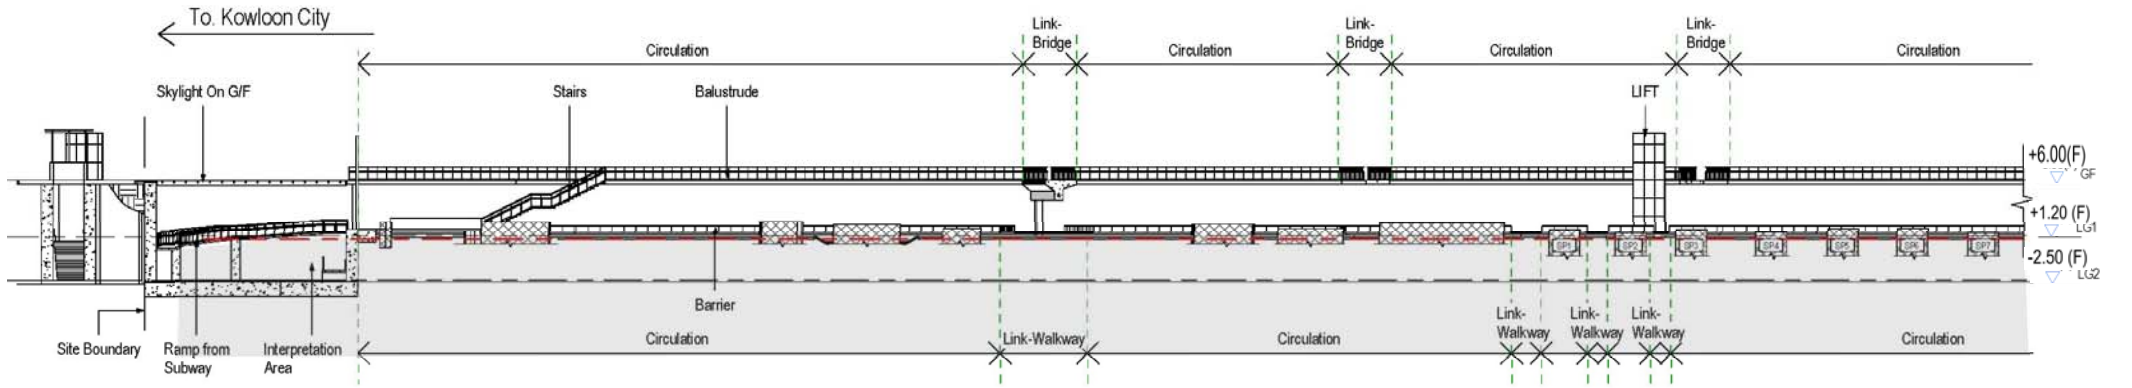 To. Kowloon City
Link-
Bridge
Link-
Bridge
Link-
Bridge
Circulation
Circulation
Circulation
Circulation
Skylight On G/F
Stairs
Balustrude
LIFT
+6.00(F)
GF
+1.20 (F)
LG1
SP1
SP2
SP3
SP4
SP5
SP6
SP7
-2.50 (F)
LG2
Barrier
Link-
Walkway
Link-
Walkway
Link-
Walkway
Site Boundary
Ramp from
Subway
Interpretation
Area
Circulation
Link-Walkway
Circulation
Circulation